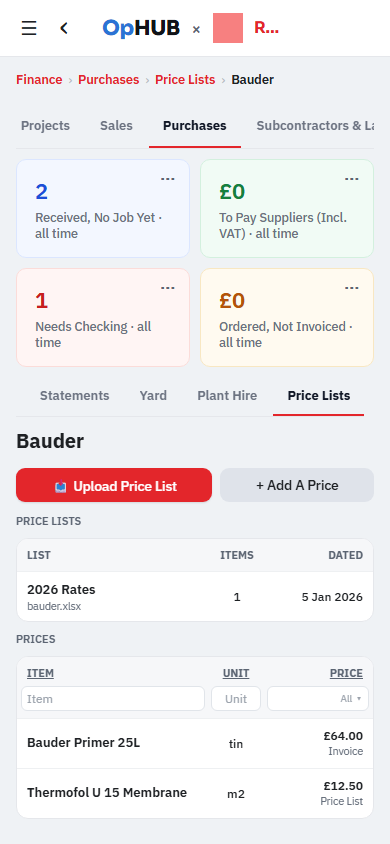 OpHUB × R...
Finance › Purchases › Price Lists › Bauder
Projects Sales Purchases Subcontractors & La
2
Received, No Job Yet ·
all time
£0
To Pay Suppliers (Incl.
VAT) · all time
1
Needs Checking · all
time
£0
Ordered, Not Invoiced ·
all time
Statements Yard Plant Hire Price Lists
Bauder
Upload Price List
+ Add A Price
PRICE LISTS
LIST ITEMS DATED
2026 Rates 1 5 Jan 2026
bauder.xlsx
PRICES
ITEM UNIT PRICE
Item Unit All
Bauder Primer 25L tin £64.00
Invoice
Thermofol U 15 Membrane m2 £12.50
Price List